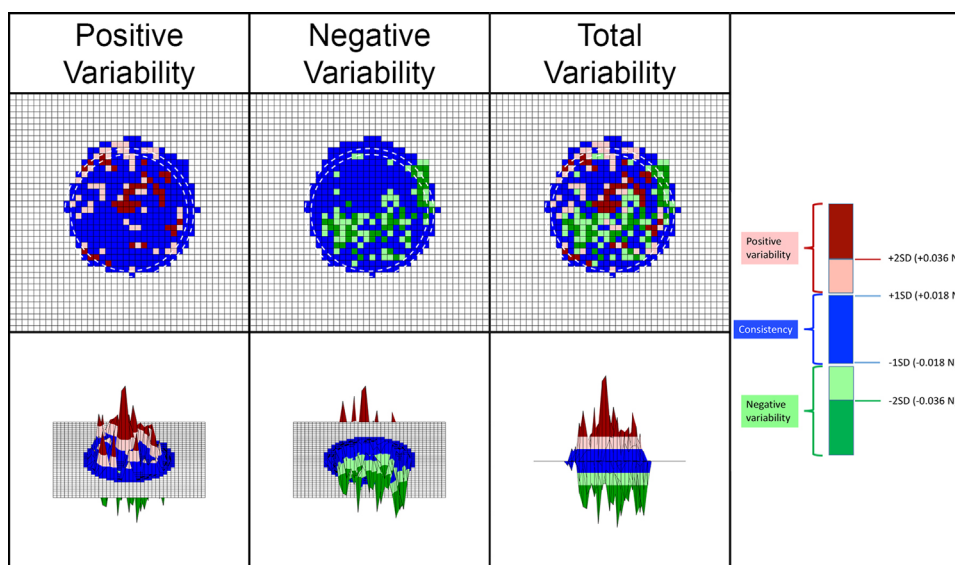 Positive
Variability
Negative
Variability
Total
Variability
Positive
variability
+2SD (+0.036 N
+1SD (+0.018 N
Consistency
-1SD (-0.018 N
-2SD (-0.036 N
Negative
variability